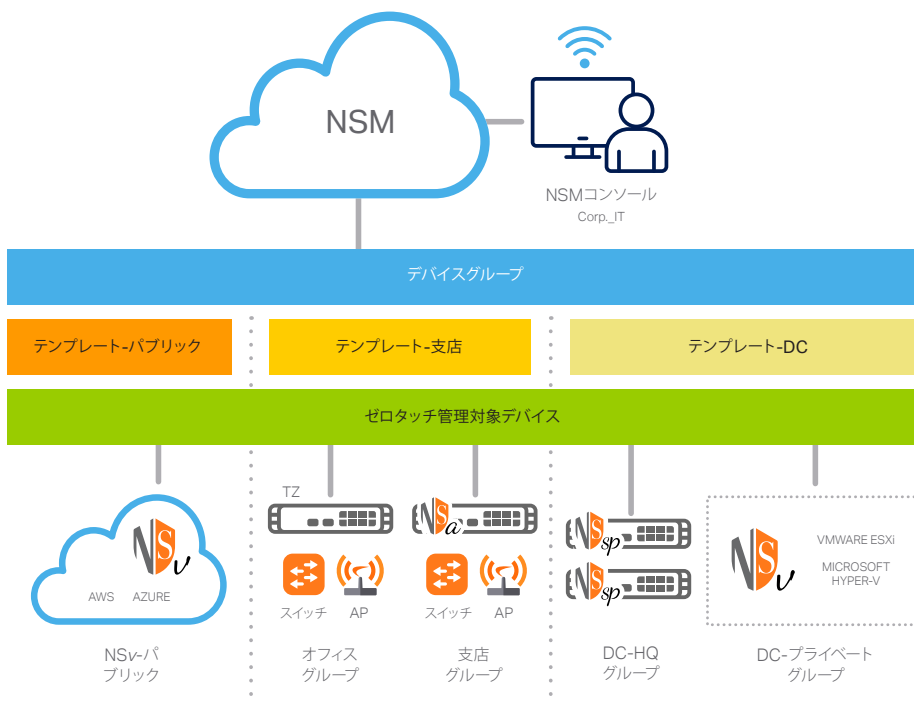 NSM
NSMコンソール
Corp._IT
デバイスグループ
テンプレート-パブリック
テンプレート-支店
テンプレート-DC
ゼロタッチ管理対象デバイス
NSv
AWS
AZURE
NSv-パ
ブリック
TZ
スイッチ
AP
オフィス
グループ
NSa
スイッチ
AP
支店
グループ
NSsp
NSsp
DC-HQ
グループ
NSv
VMWARE ESXi
MICROSOFT
HYPER-V
DC-プライベート
グループ